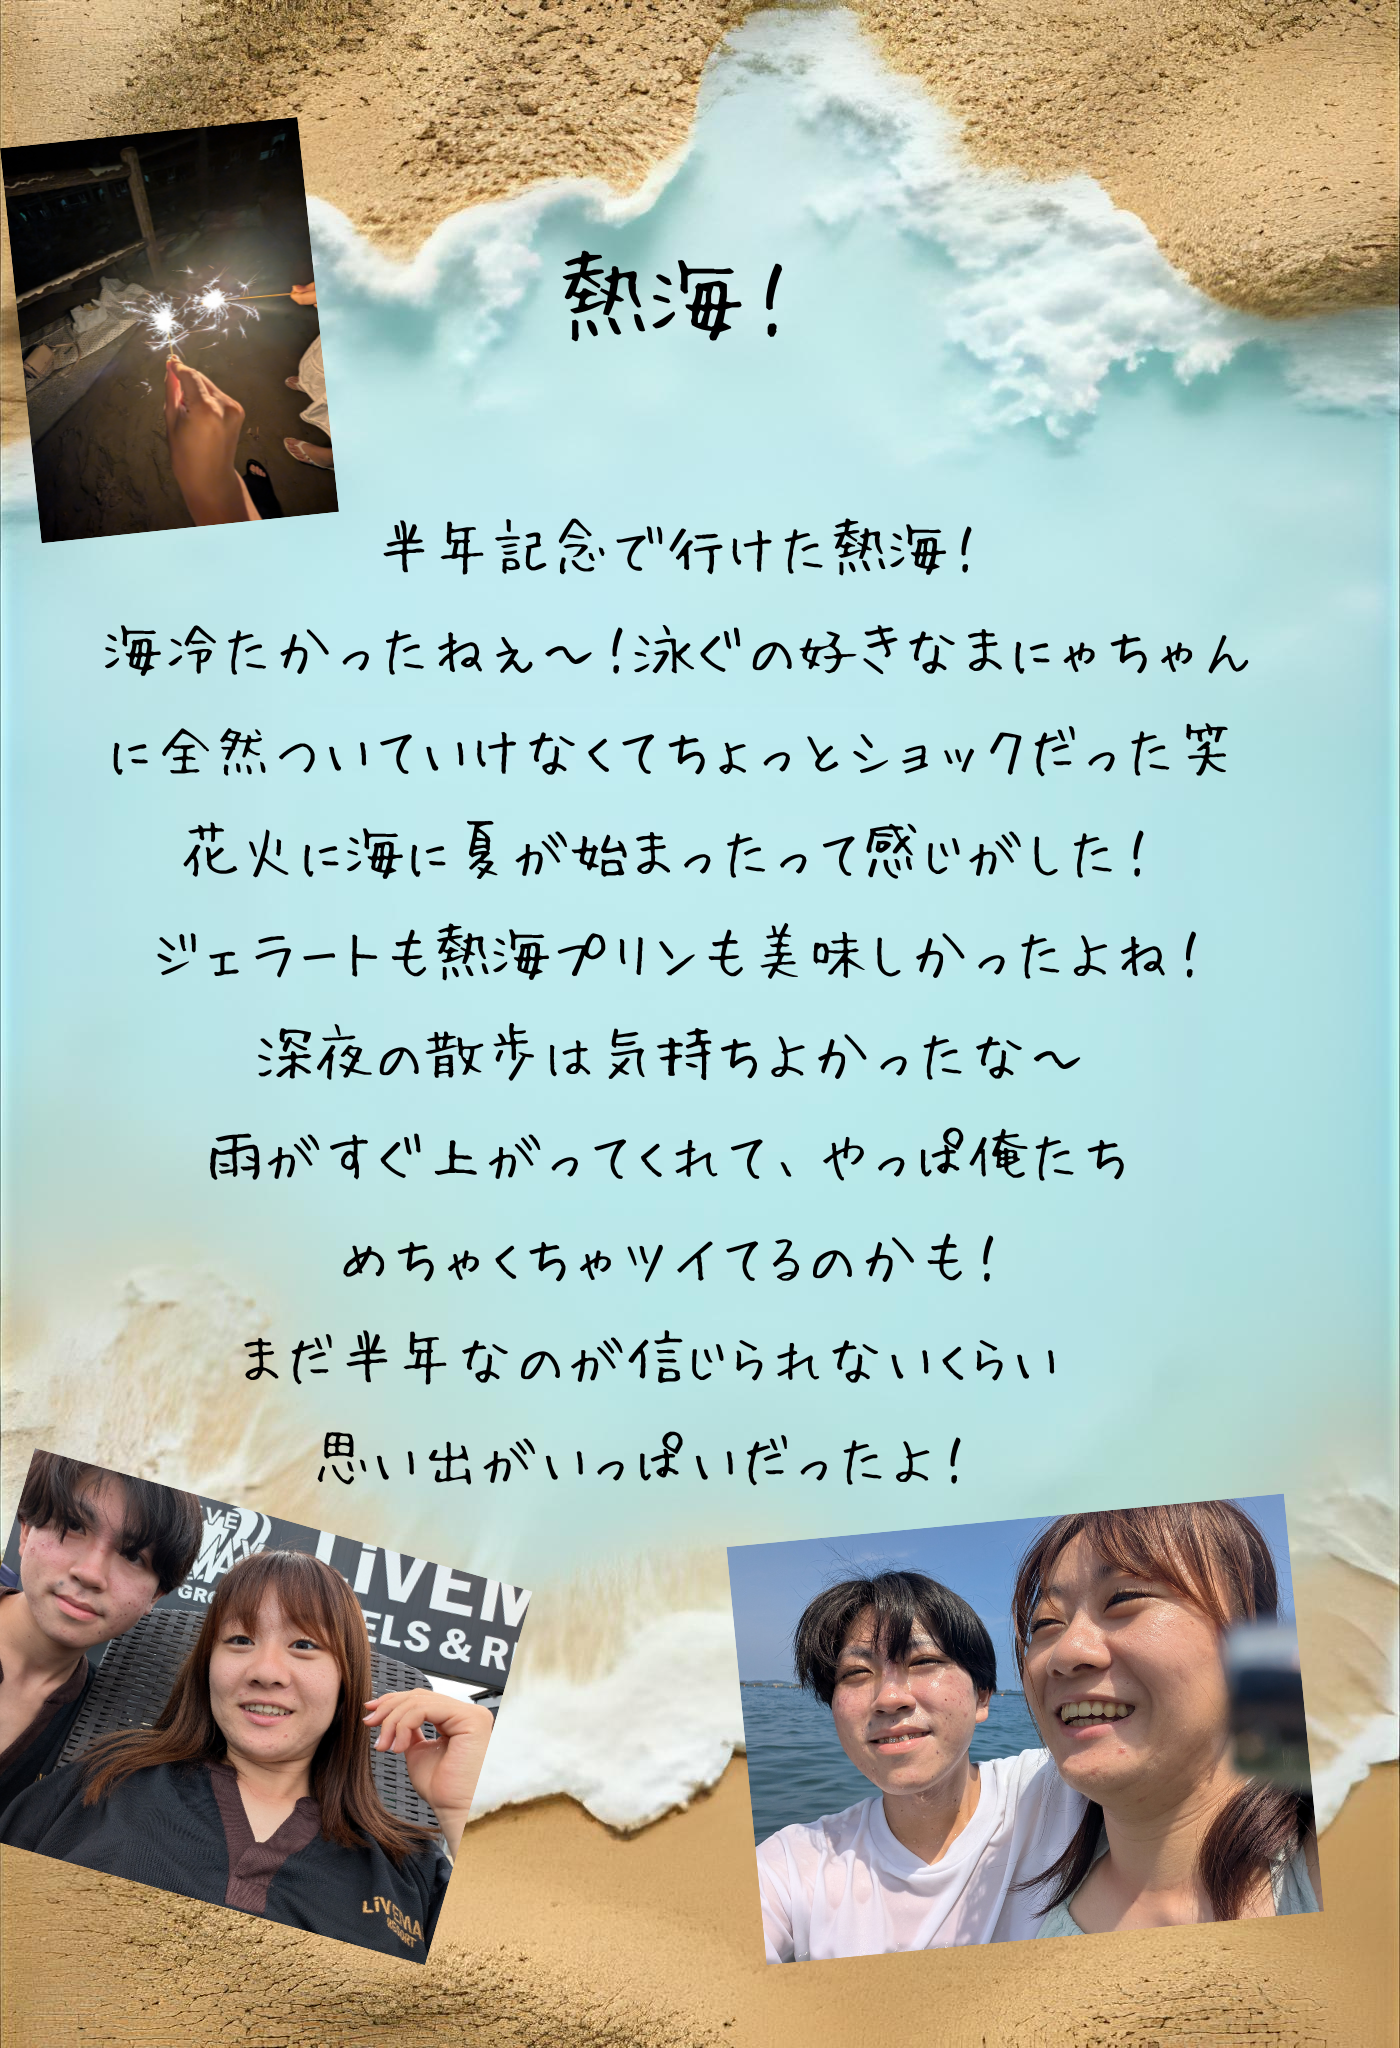 熱海!
半年記念で行けた熱海!
海冷たかったねぇ〜!泳ぐの好きなまにゃちゃん
に全然ついていけなくてちょっとショックだった笑
花火に海に夏が始まったって感じがした!
ジェラートも熱海プリンも美味しかったよね!
深夜の散歩は気持ちよかったな〜
雨がすぐ上がってくれて、やっぱ俺たち
めちゃくちゃツイてるのかも!
まだ半年なのが信じられないくらい
思い出がいっぱいだったよ!
LiVEM
ELS & R
LiVEMA